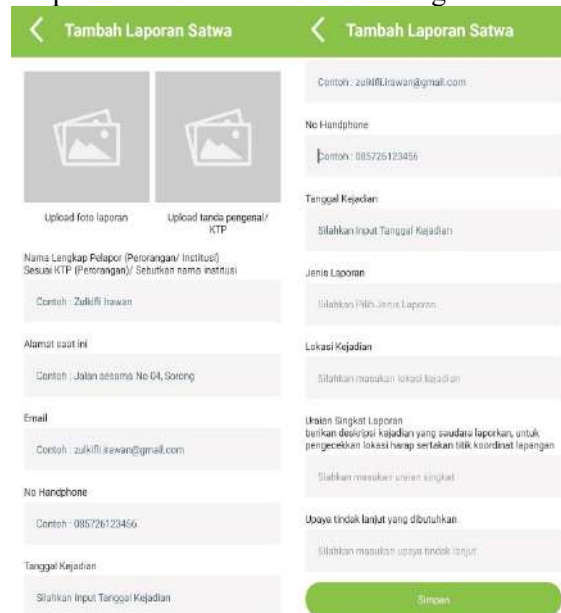 Tambah Laporan Satwa
Upload foto laporan
Upload tanda pengenal/
KTP
Nama Lengkap Pelapor (Perorangan/ Institusi)
Sesuai KTP (Perorangan)/ Sebutkan nama institusi
Contoh : Zulkifli Irawan
Alamat saat ini
Contoh : Jalan sesama No 04, Sorong
Email
Contoh : zulkifli.irawan@gmail.com
No Handphone
Contoh : 085726123456
Tanggal Kejadian
Silahkan Input Tanggal Kejadian
Tambah Laporan Satwa
Contoh : zulkifli.irawan@gmail.com
No Handphone
Contoh : 085726123456
Tanggal Kejadian
Silahkan Input Tanggal Kejadian
Jenis Laporan
Silahkan Pilih Jenis Laporan
Lokasi Kejadian
Silahkan masukan lokasi kejadian
Uraian Singkat Laporan
berikan deskripsi kejadian yang saudara laporkan, untuk
pengecekkan lokasi harap sertakan titik koordinat lapangan
Silahkan masukan uraian singkat
Upaya tindak lanjut yang dibutuhkan
Silahkan masukan upaya tindak lanjut
Simpan